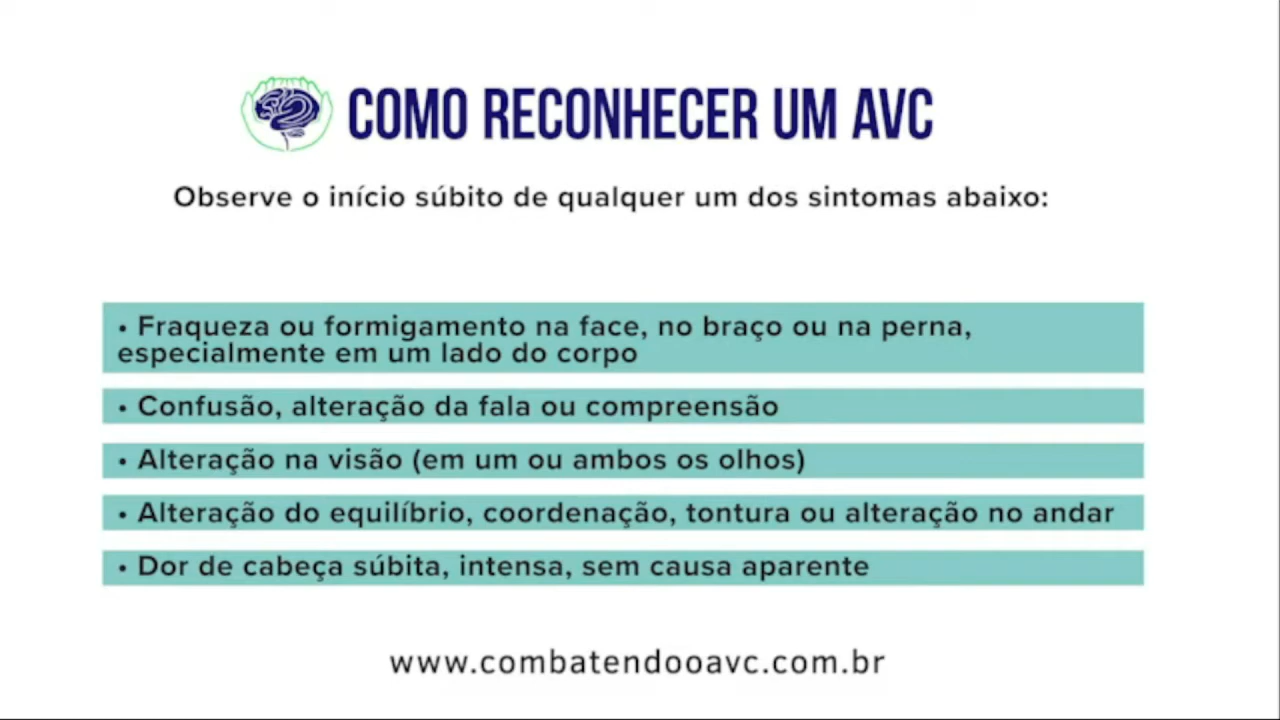 COMO RECONHECER UM AVC
Observe o início súbito de qualquer um dos sintomas abaixo:
• Fraqueza ou formigamento na face, no braço ou na perna,
especialmente em um lado do corpo
• Confusão, alteração da fala ou compreensão
• Alteração na visão (em um ou ambos os olhos)
• Alteração do equilíbrio, coordenação, tontura ou alteração no andar
• Dor de cabeça súbita, intensa, sem causa aparente
www.combatendooavc.com.br